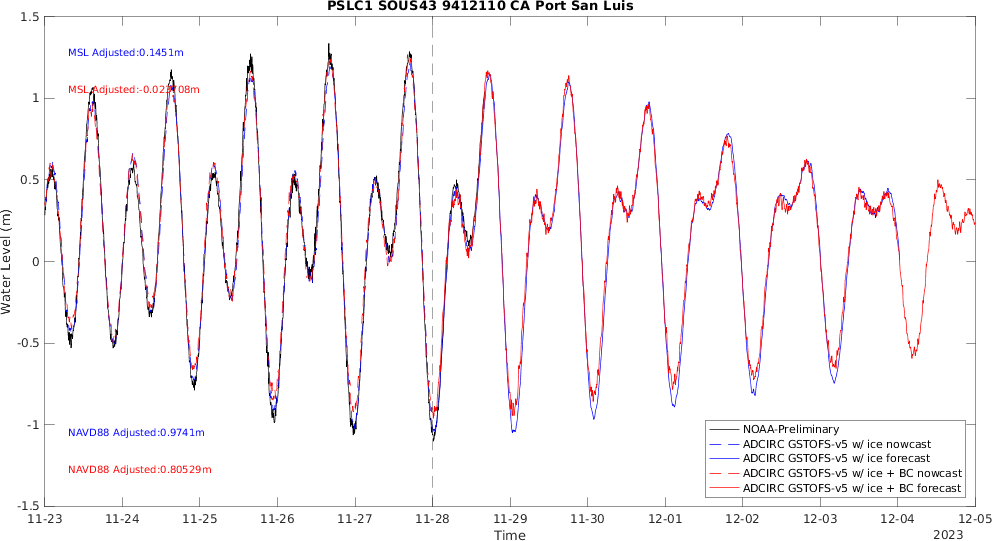 PSLC1 SOUS43 9412110 CA Port San Luis
1.5
MSL Adjusted:0.1451m
MSL Adjusted:-0.023708m
1
0.5
Water Level (m)
0
-0.5
-1
NAVD88 Adjusted:0.9741m
NAVD88 Adjusted:0.80529m
NOAA-Preliminary
ADCIRC GSTOFS-v5 w/ ice nowcast
ADCIRC GSTOFS-v5 w/ ice forecast
ADCIRC GSTOFS-v5 w/ ice + BC nowcast
ADCIRC GSTOFS-v5 w/ ice + BC forecast
-1.5
11-23 11-24 11-25 11-26 11-27 11-28 11-29 11-30 12-01 12-02 12-03 12-04 12-05
Time
2023